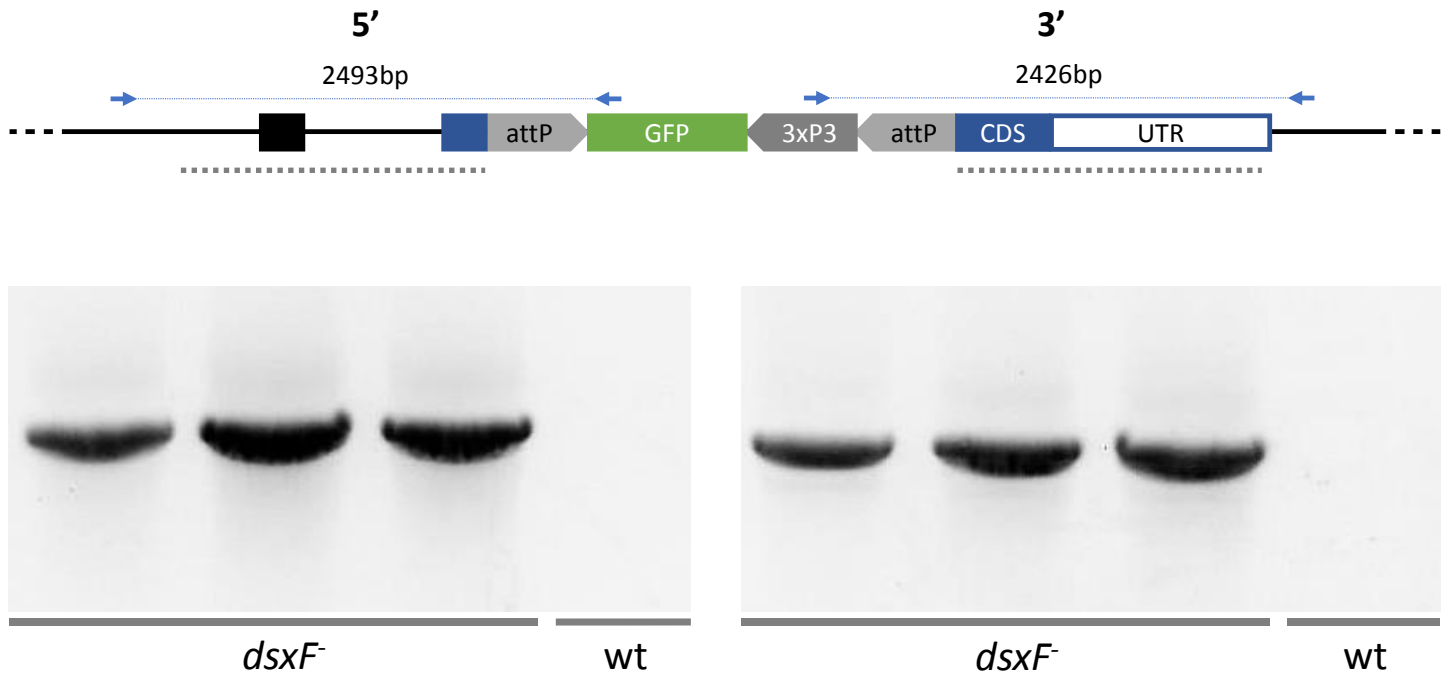 5’ 3’
2493bp 2426bp
attP GFP 3xP3 attP CDS UTR
dsxF- wt dsxF- wt